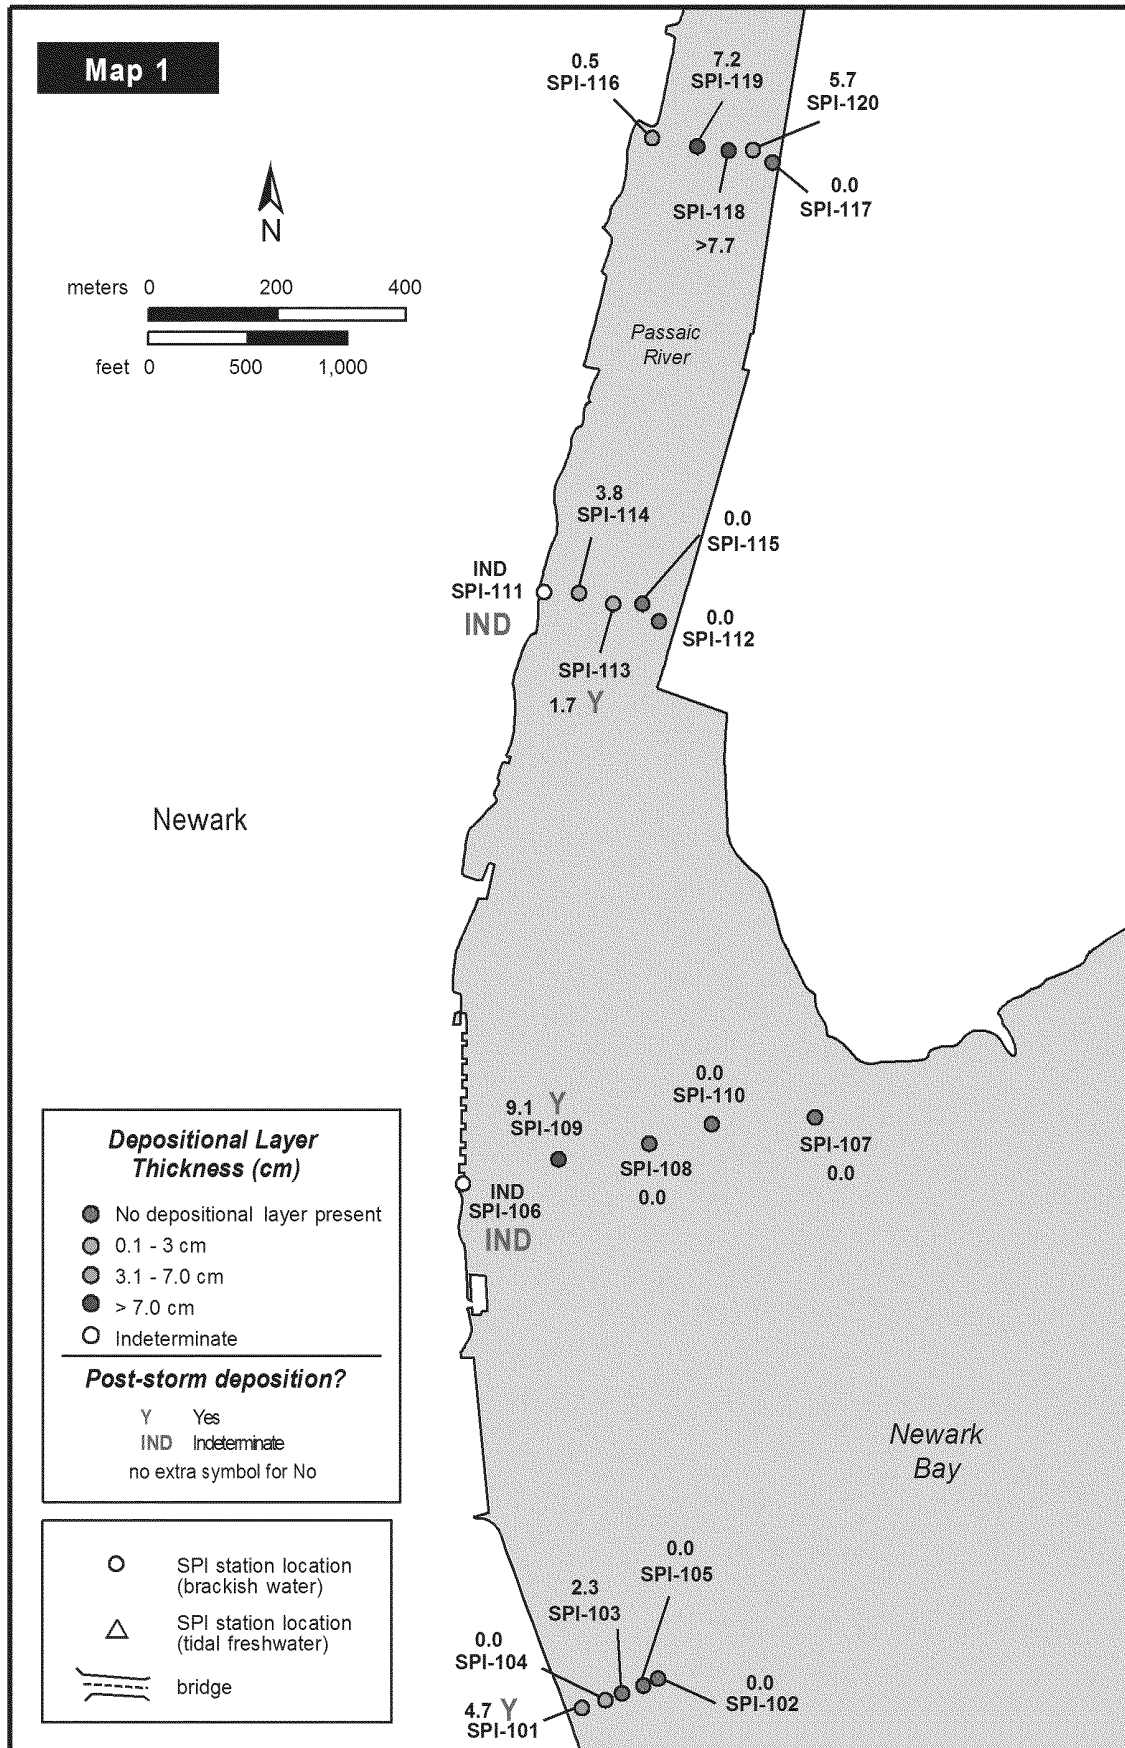 Map 1
N
meters 0 200 400
feet 0 500 1,000
0.5
SPI-116
7.2
SPI-119
5.7
SPI-120
0.0
SPI-117
SPI-118
>7.7
Passaic
River
3.8
SPI-114
0.0
SPI-115
IND
SPI-111
IND
0.0
SPI-112
SPI-113
1.7 Y
Newark
0.0
SPI-110
9.1 Y
SPI-109
SPI-107
0.0
SPI-108
0.0
IND
SPI-106
IND
Depositional Layer
Thickness (cm)
No depositional layer present
0.1 - 3 cm
3.1 - 7.0 cm
> 7.0 cm
Indeterminate
Post-storm deposition?
Y Yes
IND Indeterminate
no extra symbol for No
Newark
Bay
SPI station location
(brackish water)
SPI station location
(tidal freshwater)
bridge
0.0
SPI-105
2.3
SPI-103
0.0
SPI-104
0.0
SPI-102
4.7 Y
SPI-101